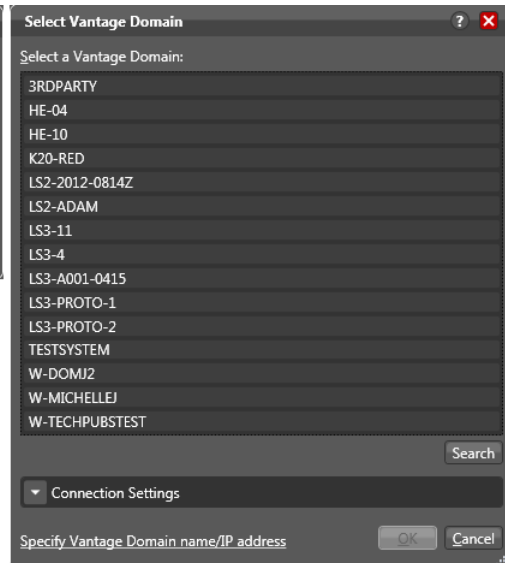 Select Vantage Domain ?
Select a Vantage Domain:
3RDPARTY
HE-04
HE-10
K20-RED
LS2-2012-0814Z
LS2-ADAM
LS3-11
LS3-4
LS3-A001-0415
LS3-PROTO-1
LS3-PROTO-2
TESTSYSTEM
W-DOMJ2
W-MICHELLEJ
W-TECHPUBSTEST
Search
Connection Settings
Specify Vantage Domain name/IP address OK Cancel